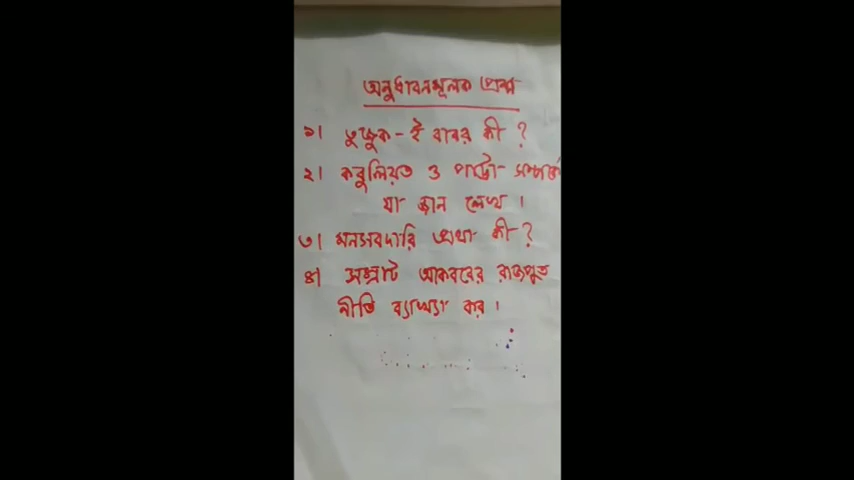 অনুধাবনমূলক প্রশ্ন
১। তুজুক-ই বাবর কী ?
২। কবুলিয়ত ও পাট্টা সম্পর্কে
যা জান লেখ ।
৩। মনসবদারি প্রথা কী ?
৪। সম্রাট আকবরের রাজপুত
নীতি ব্যাখ্যা কর ।